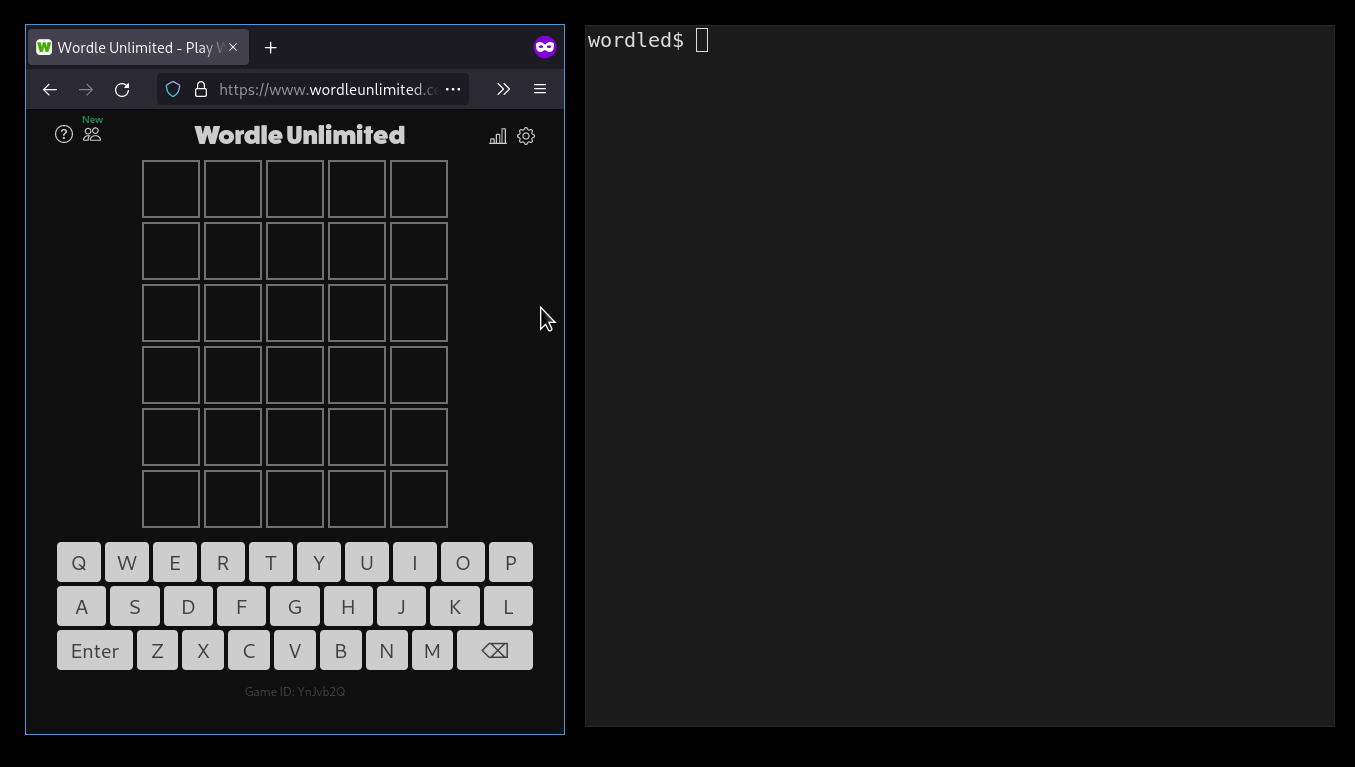 Wordle Unlimited - Play
https://www.wordleunlimited.c
New
Wordle Unlimited
Q W E R T Y U I O P
A S D F G H J K L
Enter Z X C V B N M
Game ID: YnJvb2Q
wordled$